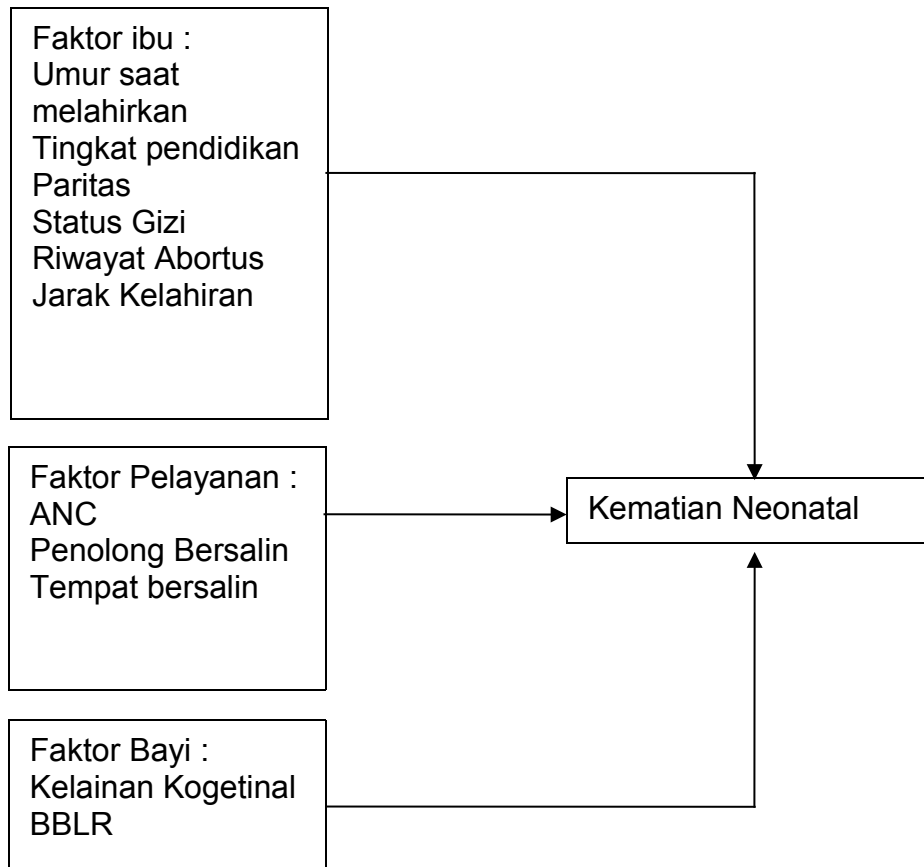 Faktor ibu :
Umur saat
melahirkan
Tingkat pendidikan
Paritas
Status Gizi
Riwayat Abortus
Jarak Kelahiran
Faktor Pelayanan :
ANC
Penolong Bersalin
Tempat bersalin
Kematian Neonatal
Faktor Bayi :
Kelainan Kogetinal
BBLR